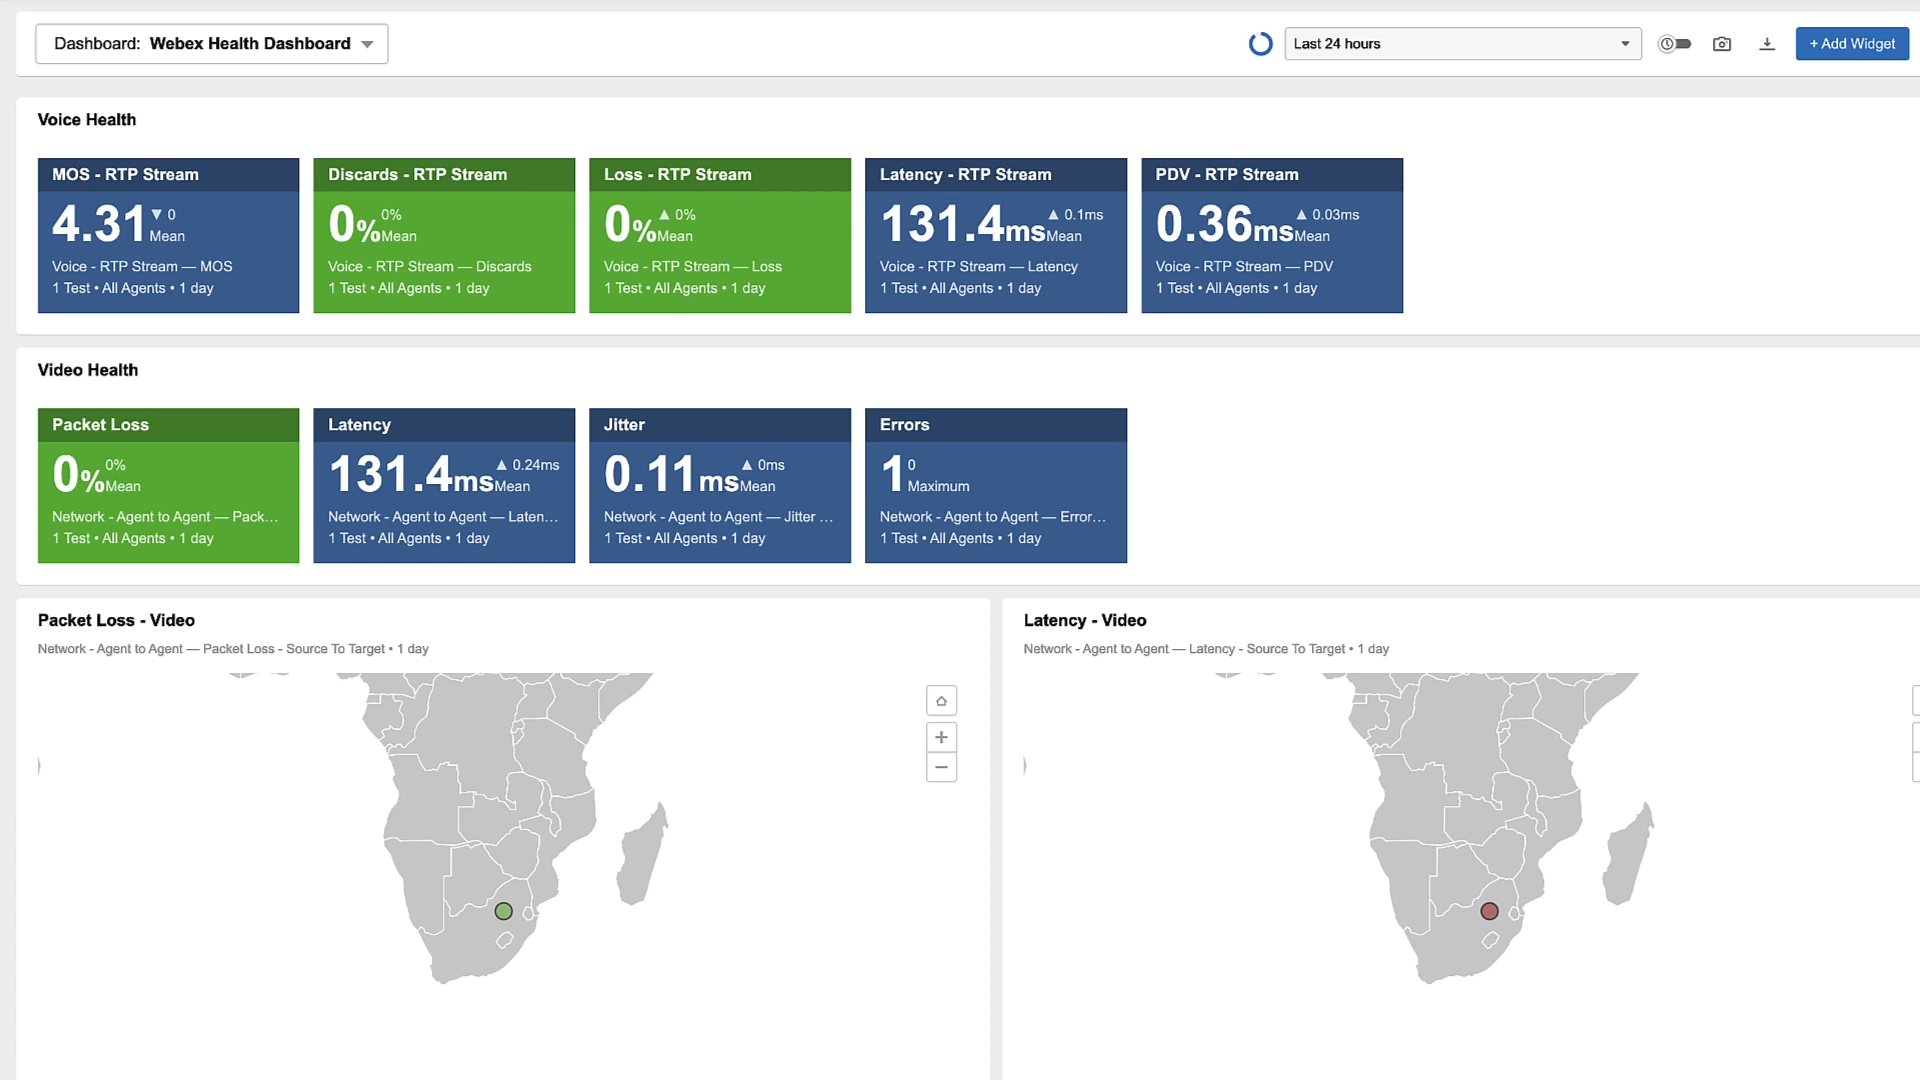 Dashboard: Webex Health Dashboard
Last 24 hours
+ Add Widget
Voice Health
MOS - RTP Stream
4.31 ▼ 0
Mean
Voice - RTP Stream — MOS
1 Test • All Agents • 1 day
Discards - RTP Stream
0% 0%
Mean
Voice - RTP Stream — Discards
1 Test • All Agents • 1 day
Loss - RTP Stream
0% ▲ 0%
Mean
Voice - RTP Stream — Loss
1 Test • All Agents • 1 day
Latency - RTP Stream
131.4ms ▲ 0.1ms
Mean
Voice - RTP Stream — Latency
1 Test • All Agents • 1 day
PDV - RTP Stream
0.36ms ▲ 0.03ms
Mean
Voice - RTP Stream — PDV
1 Test • All Agents • 1 day
Video Health
Packet Loss
0% 0%
Mean
Network - Agent to Agent — Pack...
1 Test • All Agents • 1 day
Latency
131.4ms ▲ 0.24ms
Mean
Network - Agent to Agent — Laten...
1 Test • All Agents • 1 day
Jitter
0.11ms ▲ 0ms
Mean
Network - Agent to Agent — Jitter ...
1 Test • All Agents • 1 day
Errors
1 0
Maximum
Network - Agent to Agent — Error...
1 Test • All Agents • 1 day
Packet Loss - Video
Network - Agent to Agent — Packet Loss - Source To Target • 1 day
Latency - Video
Network - Agent to Agent — Latency - Source To Target • 1 day